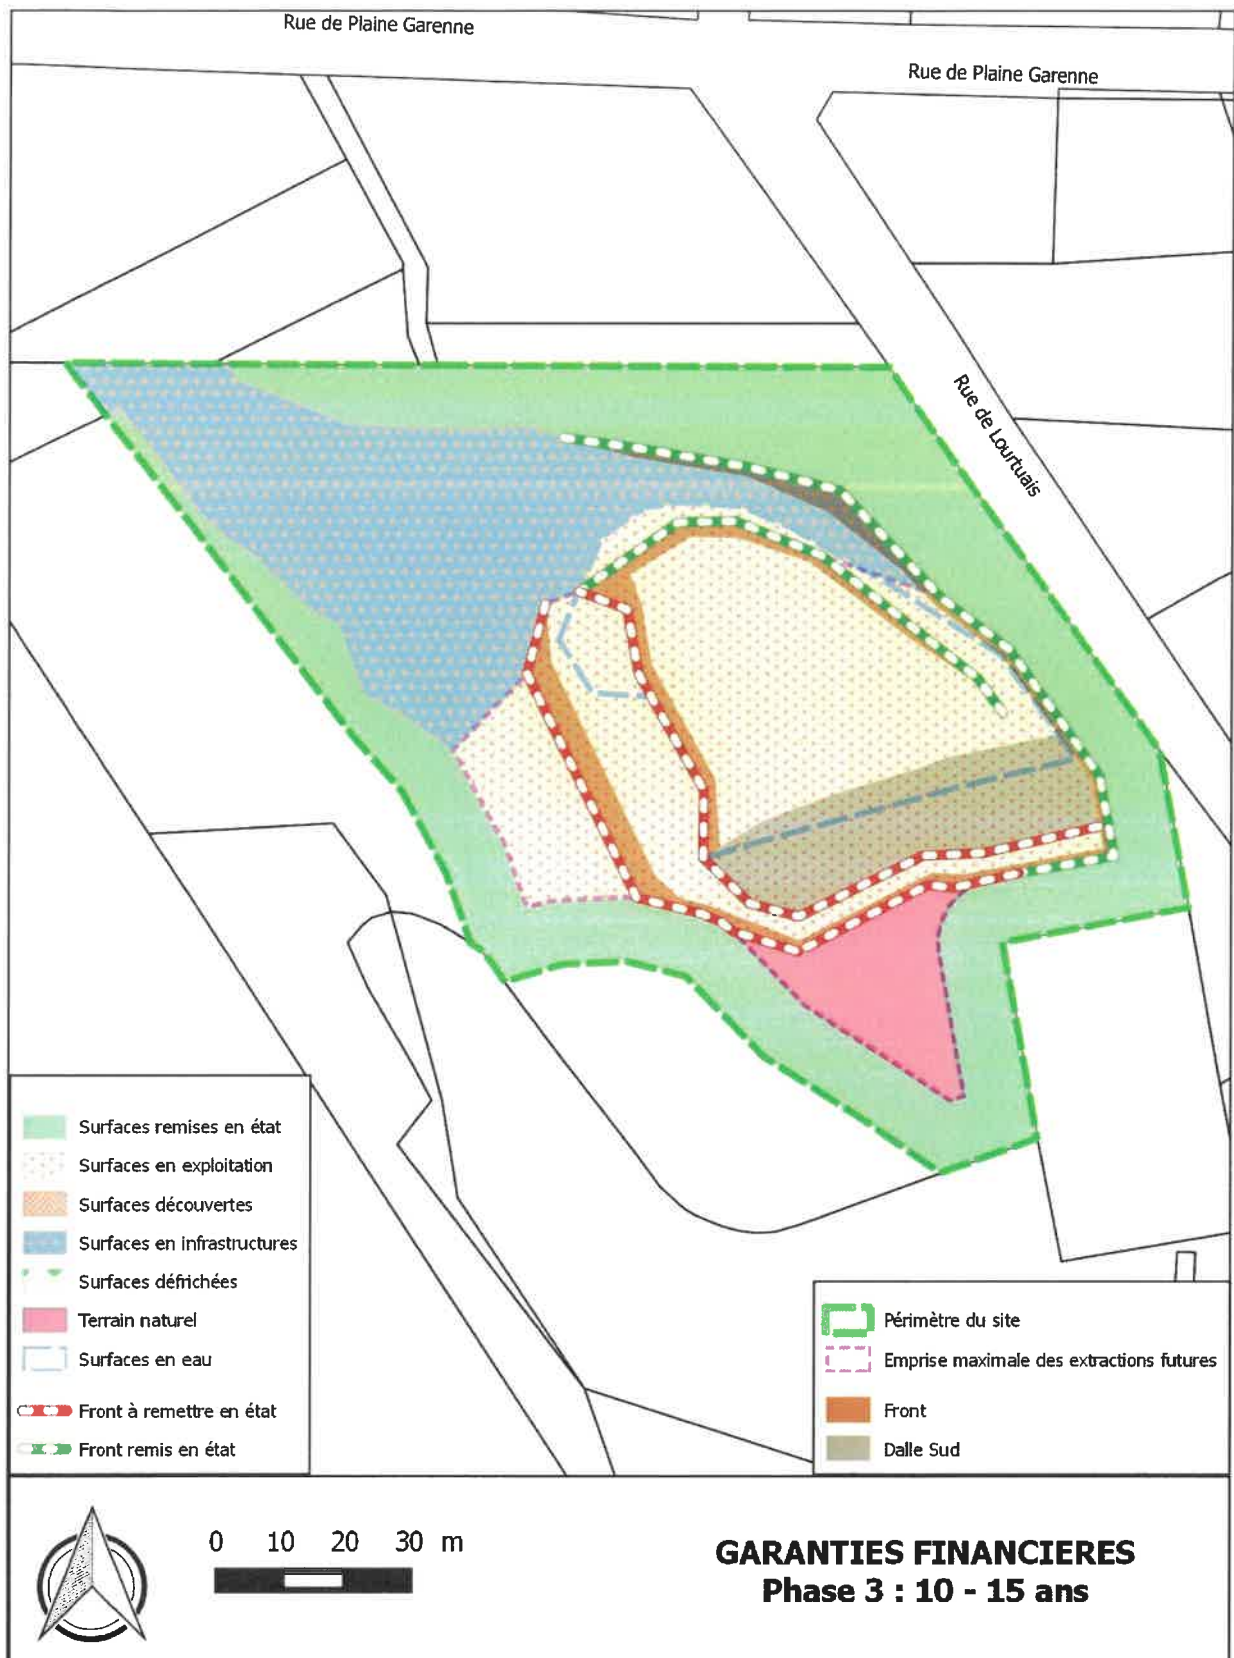 Rue de Plaine Garenne
Rue de Plaine Garenne
Rue de Lourtuais
Surfaces remises en état
Surfaces en exploitation
Surfaces découvertes
Surfaces en infrastructures
Surfaces défrichées
Terrain naturel
Surfaces en eau
Front à remettre en état
Front remis en état
Périmètre du site
Emprise maximale des extractions futures
Front
Dalle Sud
0 10 20 30 m
GARANTIES FINANCIERES
Phase 3 : 10 - 15 ans